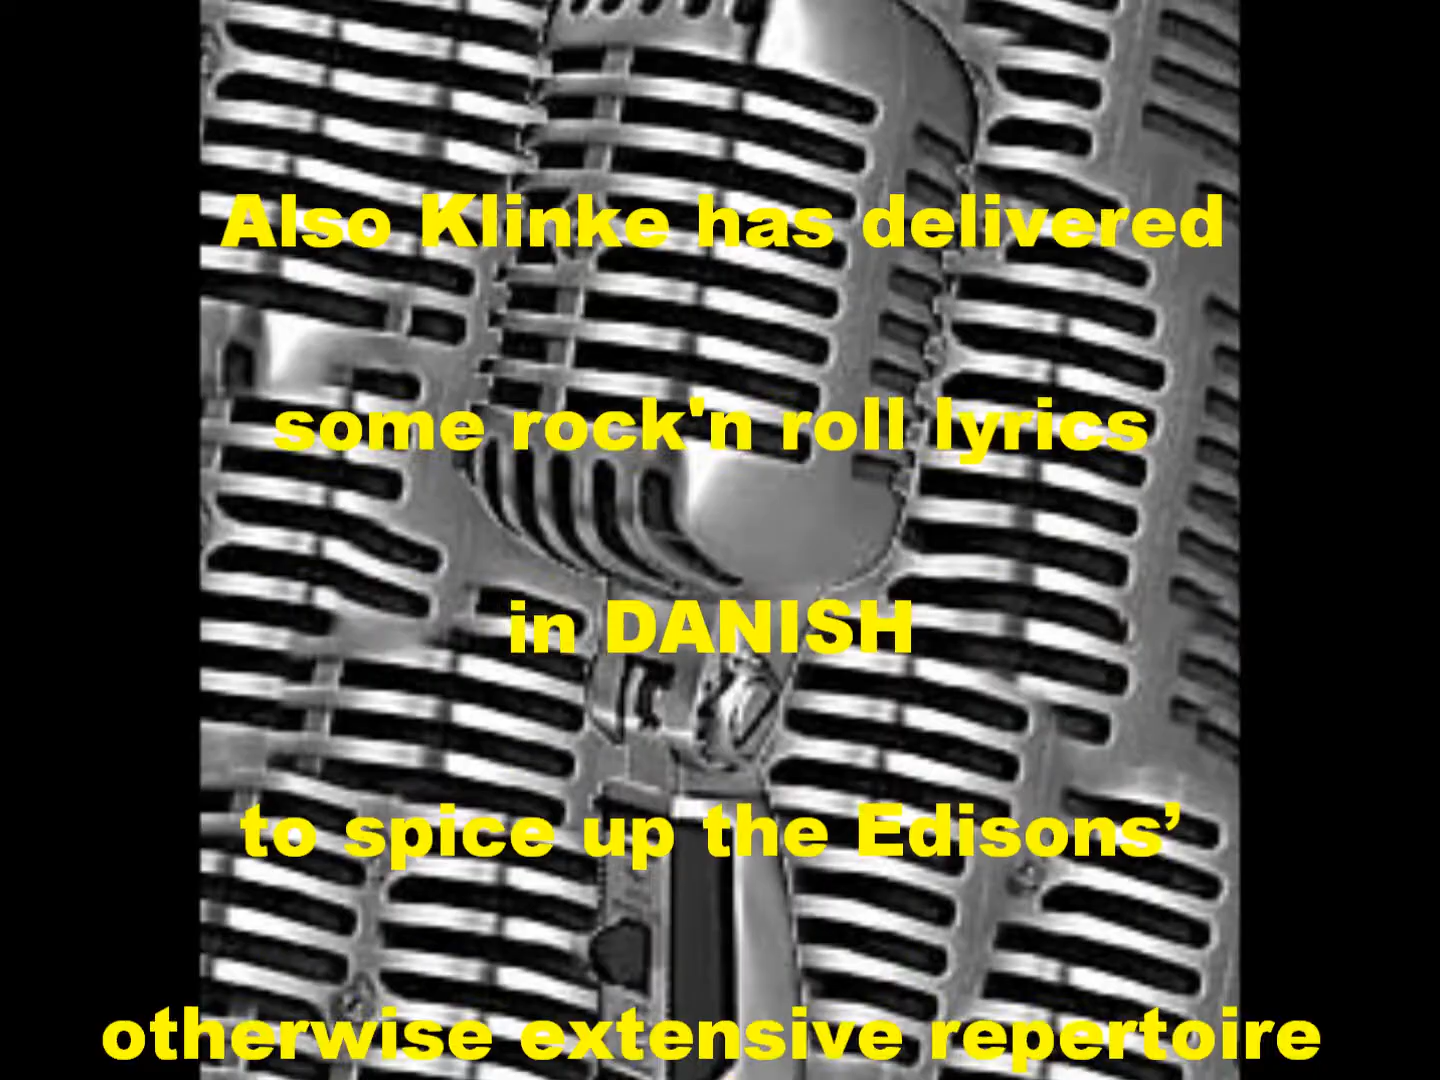 Also Klinke has delivered
some rock'n roll lyrics
in DANISH
to spice up the Edisons’
otherwise extensive repertoire